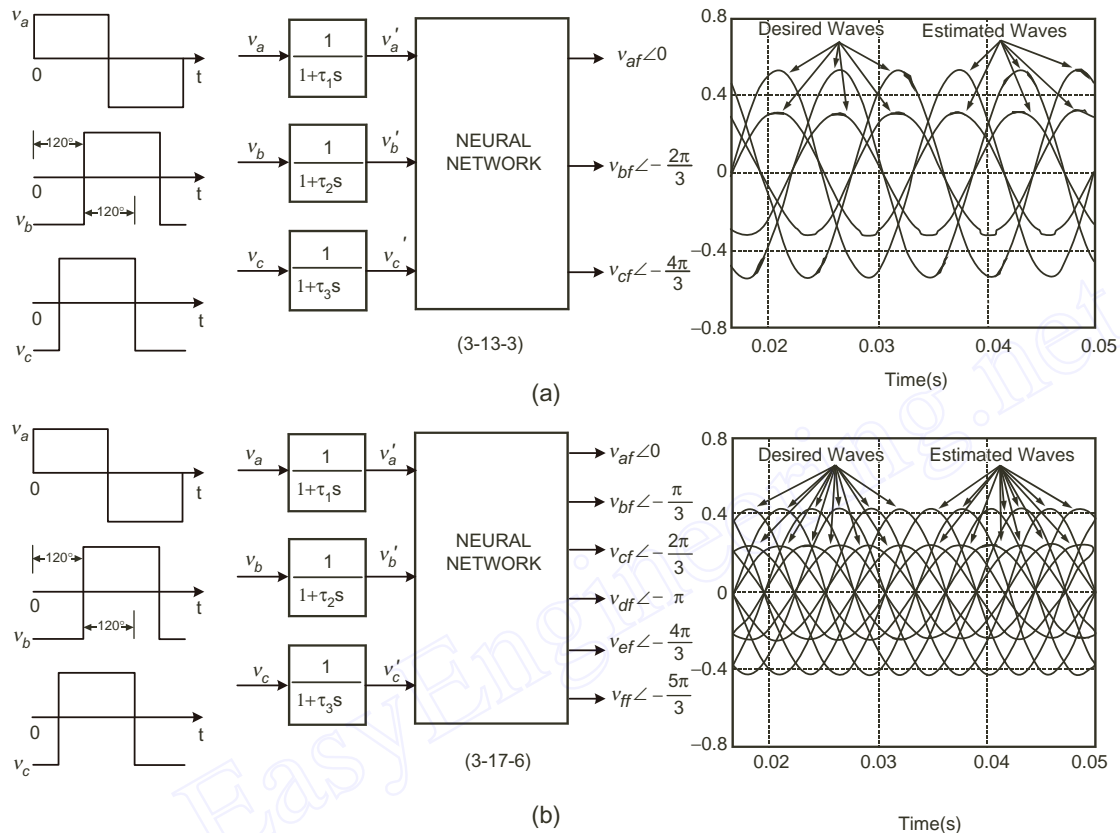 v_a
0
t
120°
0
t
v_b
120°
0
t
v_c
v_a
1
1+τ₁s
v_a'
v_b
1
1+τ₂s
v_b'
v_c
1
1+τ₃s
v_c'
NEURAL
NETWORK
(3-13-3)
v_af∠0
v_bf∠-2π/3
v_cf∠-4π/3
Desired Waves
Estimated Waves
0.8
0.4
0
–0.4
–0.8
0.02
0.03
0.04
0.05
Time(s)
(a)
v_a
0
t
120°
0
t
v_b
120°
0
t
v_c
v_a
1
1+τ₁s
v_a'
v_b
1
1+τ₂s
v_b'
v_c
1
1+τ₃s
v_c'
NEURAL
NETWORK
(3-17-6)
v_af∠0
v_bf∠-π/3
v_cf∠-2π/3
v_df∠- π
v_ef∠-4π/3
v_ff∠-5π/3
Desired Waves
Estimated Waves
0.8
0.4
0
–0.4
–0.8
0.02
0.03
0.04
0.05
Time(s)
(b)
EasyEngineering.net